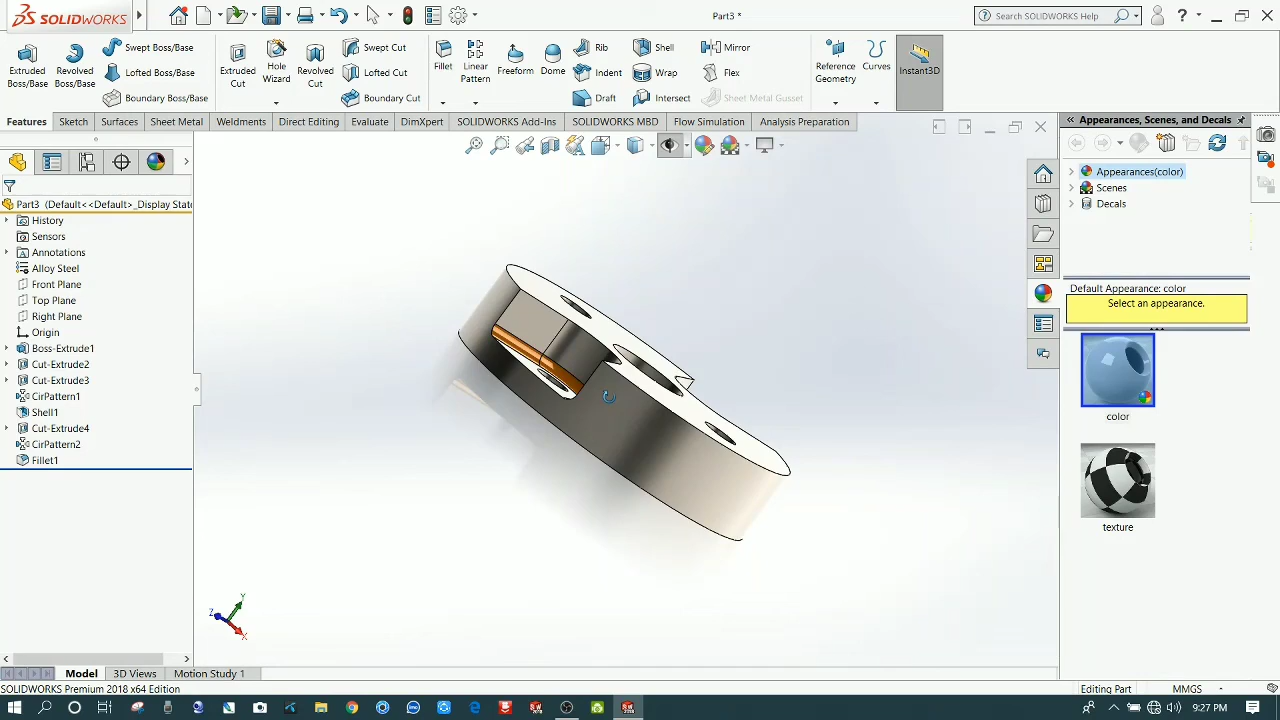 SOLIDWORKS
Part3 *
Search SOLIDWORKS Help
Extruded Boss/Base
Revolved Boss/Base
Swept Boss/Base
Lofted Boss/Base
Boundary Boss/Base
Extruded Cut
Hole Wizard
Revolved Cut
Swept Cut
Lofted Cut
Boundary Cut
Fillet
Linear Pattern
Freeform
Dome
Rib
Indent
Draft
Shell
Wrap
Intersect
Mirror
Flex
Sheet Metal Gusset
Reference Geometry
Curves
Instant3D
Features
Sketch
Surfaces
Sheet Metal
Weldments
Direct Editing
Evaluate
DimXpert
SOLIDWORKS Add-Ins
SOLIDWORKS MBD
Flow Simulation
Analysis Preparation
Appearances, Scenes, and Decals
Part3 (Default<<Default>_Display State
History
Sensors
Annotations
Alloy Steel
Front Plane
Top Plane
Right Plane
Origin
Boss-Extrude1
Cut-Extrude2
Cut-Extrude3
CirPattern1
Shell1
Cut-Extrude4
CirPattern2
Fillet1
Appearances(color)
Scenes
Decals
Default Appearance: color
Select an appearance.
color
texture
Y
Z
X
Model
3D Views
Motion Study 1
SOLIDWORKS Premium 2018 x64 Edition
Editing Part
MMGS
9:27 PM